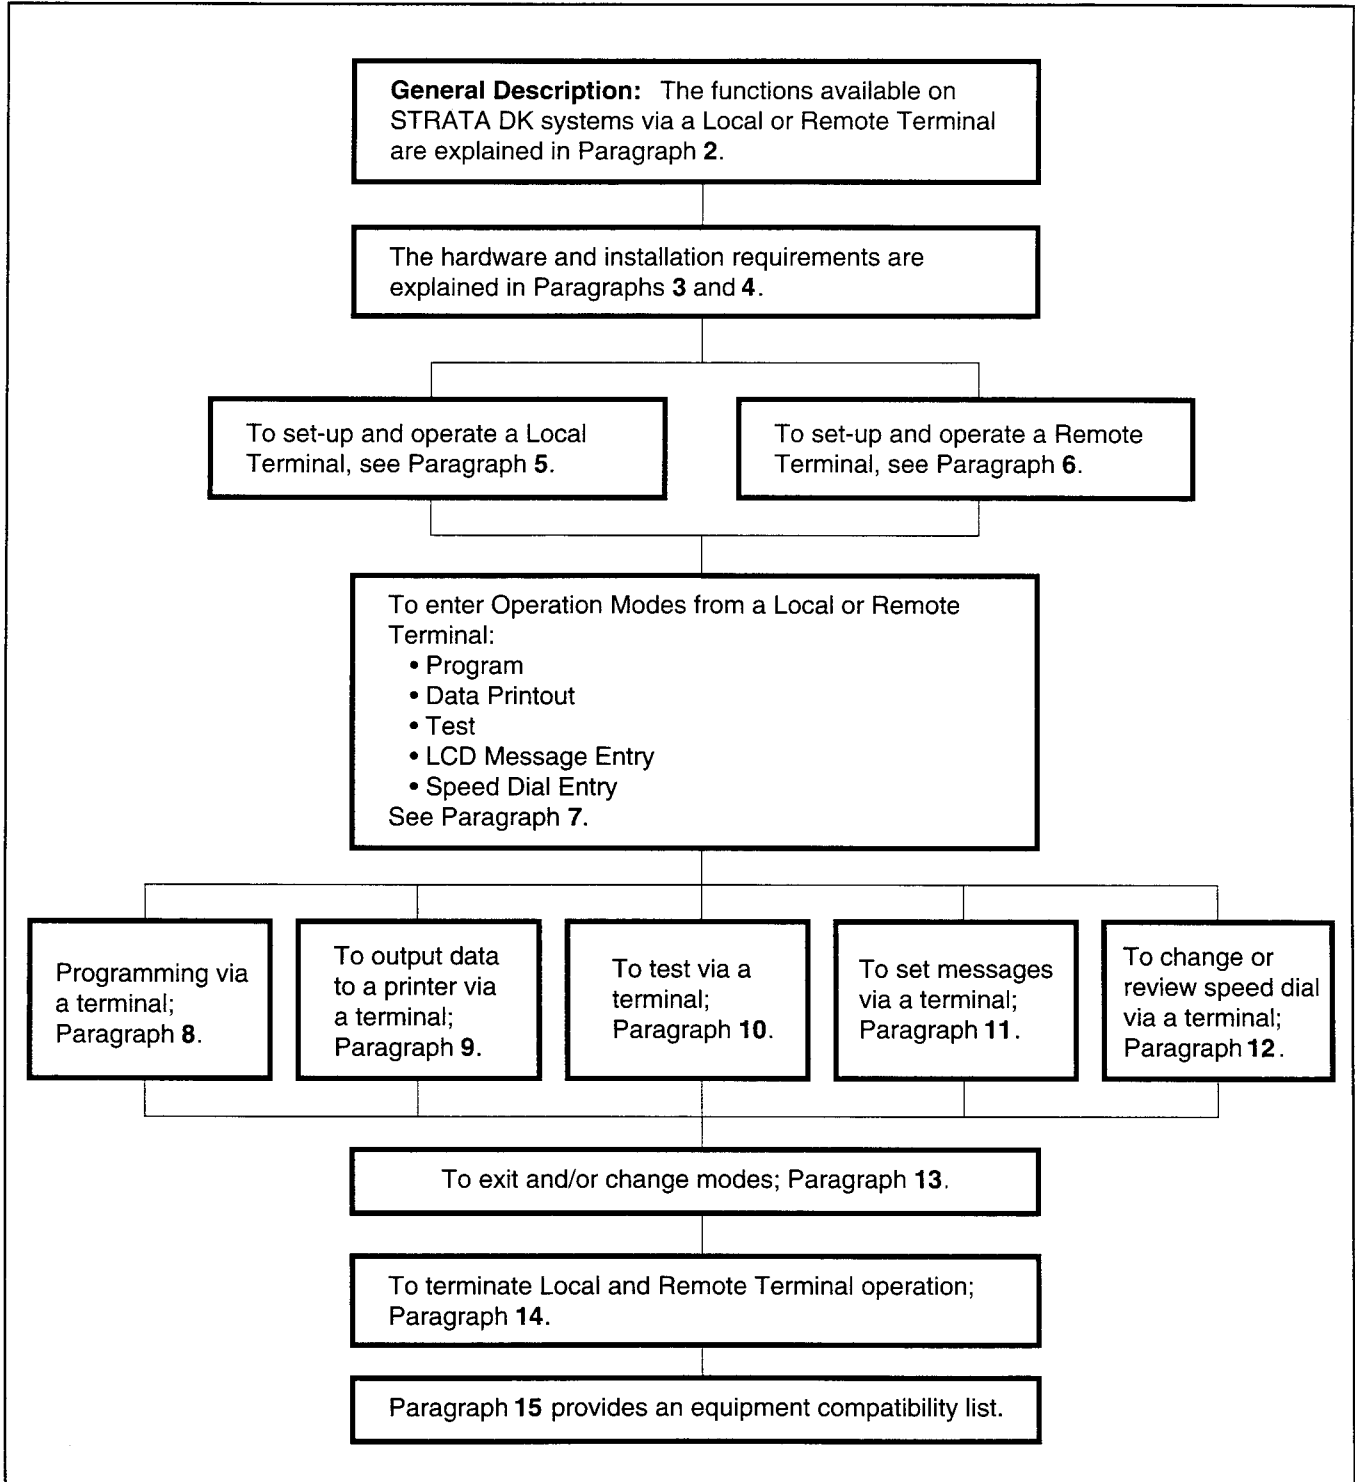 General Description: The functions available on
STRATA DK systems via a Local or Remote Terminal
are explained in Paragraph 2.
The hardware and installation requirements are
explained in Paragraphs 3 and 4.
To set-up and operate a Local
Terminal, see Paragraph 5.
To set-up and operate a Remote
Terminal, see Paragraph 6.
To enter Operation Modes from a Local or Remote
Terminal:
• Program
• Data Printout
• Test
• LCD Message Entry
• Speed Dial Entry
See Paragraph 7.
Programming via
a terminal;
Paragraph 8.
To output data
to a printer via
a terminal;
Paragraph 9.
To test via a
terminal;
Paragraph 10.
To set messages
via a terminal;
Paragraph 11.
To change or
review speed dial
via a terminal;
Paragraph 12.
To exit and/or change modes; Paragraph 13.
To terminate Local and Remote Terminal operation;
Paragraph 14.
Paragraph 15 provides an equipment compatibility list.